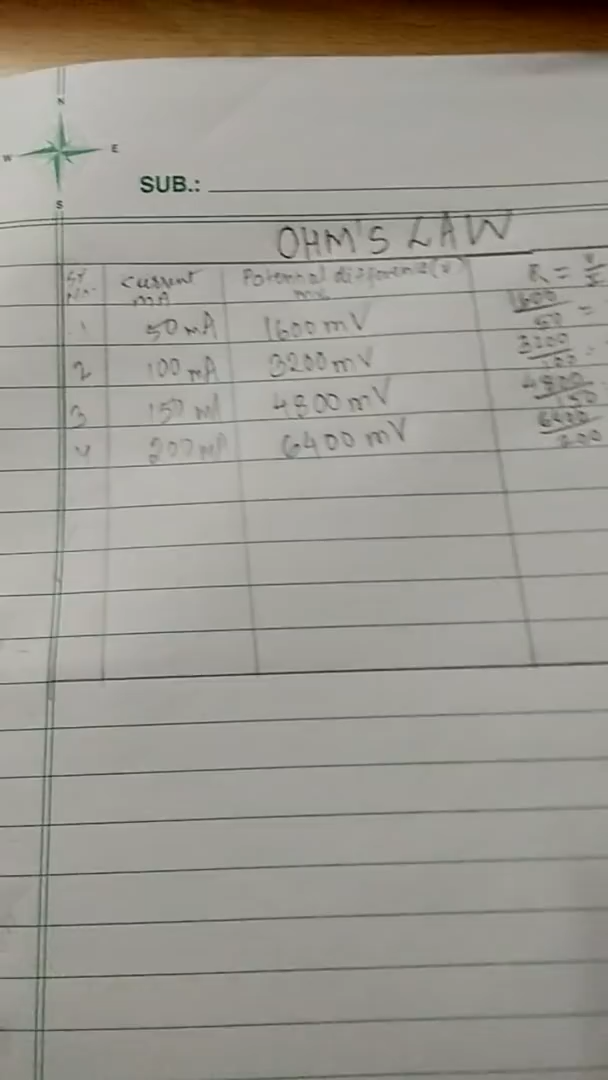 N
W E
S
SUB.:
OHM'S LAW
Current Potential difference (V) R = V/I
mA mV
1 50 mA 1600 mV 1600/50 =
2 100 mA 3200 mV 3200/100 =
3 150 mA 4800 mV 4800/150
4 200 mA 6400 mV 6400/200